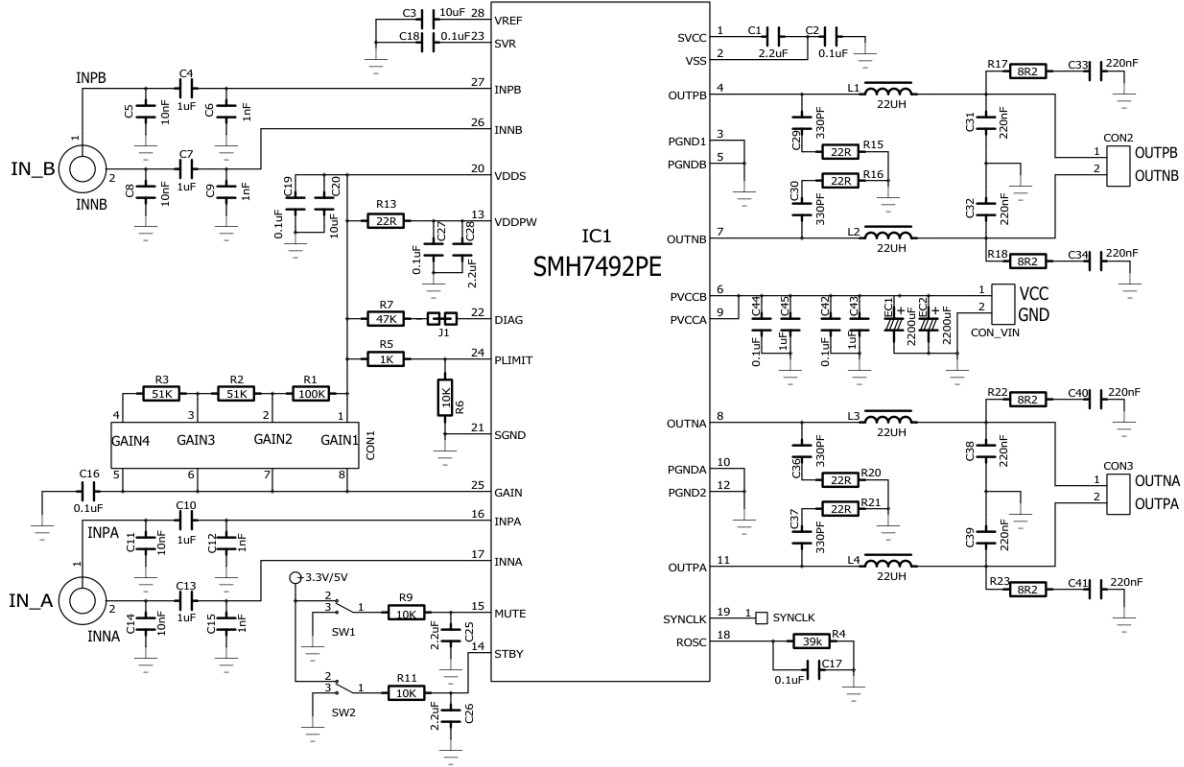 C3 10uF 28 VREF
C18 0.1uF 23 SVR
1 SVCC C1 2.2uF C2 0.1uF
2 VSS
INPB C4 1uF 27 INPB
C5 10nF C6 1nF
26 INNB
IN_B 1 2
C7 1uF
INNB C8 10nF C9 1nF
20 VDDS
C19 0.1uF C20 10uF
R13 22R 13 VDDPW
C27 0.1uF C28 2.2uF
IC1
SMH7492PE
R7 47K J1 22 DIAG
R5 1K 24 PLIMIT
R6 10K
21 SGND
R3 51K R2 51K R1 100K
4 3 2 1
GAIN4 GAIN3 GAIN2 GAIN1 CON1
5 6 7 8
C16 0.1uF 25 GAIN
INPA C10 1uF 16 INPA
C11 10nF C12 1nF
17 INNA
IN_A 1 2
C13 1uF
INNA C14 10nF C15 1nF
+3.3V/5V
2 3 1 SW1 R9 10K 15 MUTE
2.2uF C25
14 STBY
2 3 1 SW2 R11 10K
2.2uF C26
OUTPB 4 L1 22UH
R17 8R2 C33 220nF
C29 330PF R15 22R
C31 220nF
PGND1 3
PGNDB 5
CON2
1 OUTPB
2 OUTNB
C30 330PF R16 22R
C32 220nF
OUTNB 7 L2 22UH
R18 8R2 C34 220nF
PVCCB 6
PVCCA 9
C44 0.1uF C45 1uF C42 0.1uF C43 1uF
EC1 + 2200uF EC2 + 2200uF
1 VCC
2 GND
CON_VIN
OUTNA 8 L3 22UH
R22 8R2 C40 220nF
C36 330PF R20 22R
C38 220nF
PGNDA 10
PGND2 12
CON3
1 OUTNA
2 OUTPA
C37 330PF R21 22R
C39 220nF
OUTPA 11 L4 22UH
R23 8R2 C41 220nF
SYNCLK 19 1 SYNCLK
ROSC 18 R4 39k
0.1uF C17